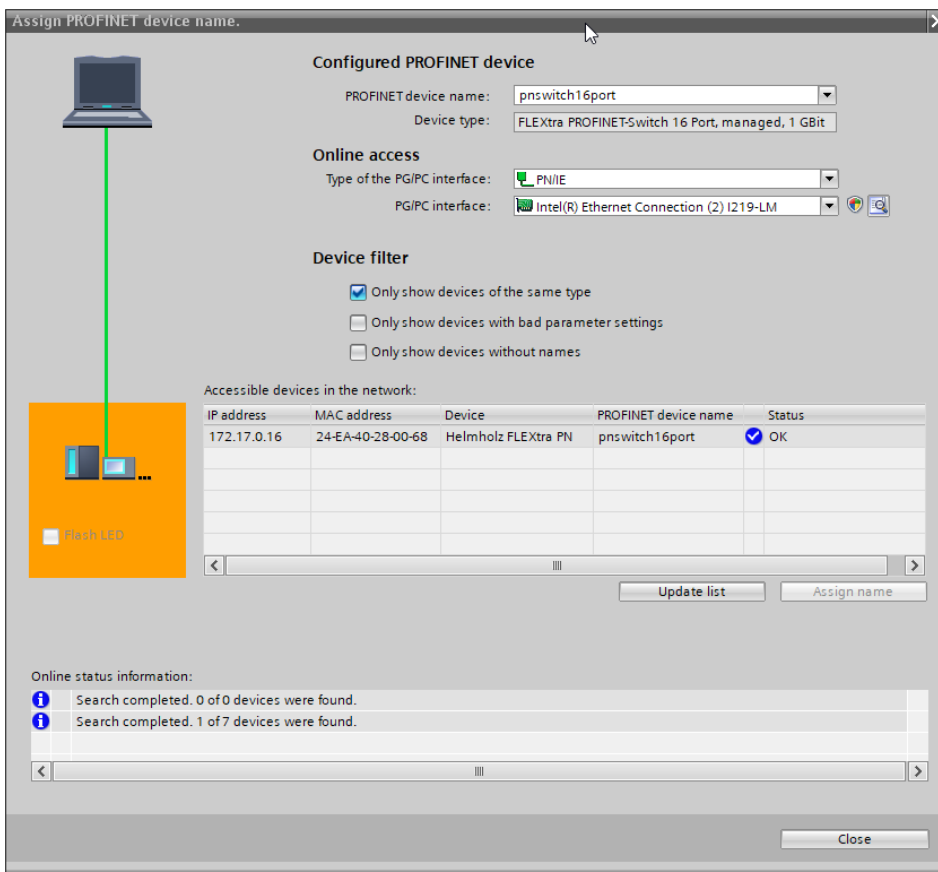 Assign PROFINET device name.
Configured PROFINET device
PROFINET device name: pnswitch16port
Device type: FLEXtra PROFINET-Switch 16 Port, managed, 1 GBit
Online access
Type of the PG/PC interface: PN/IE
PG/PC interface: Intel(R) Ethernet Connection (2) I219-LM
Device filter
Only show devices of the same type
Only show devices with bad parameter settings
Only show devices without names
Accessible devices in the network:
IP address MAC address Device PROFINET device name Status
172.17.0.16 24-EA-40-28-00-68 Helmholz FLEXtra PN pnswitch16port OK
Flash LED
Update list Assign name
Online status information:
Search completed. 0 of 0 devices were found.
Search completed. 1 of 7 devices were found.
Close